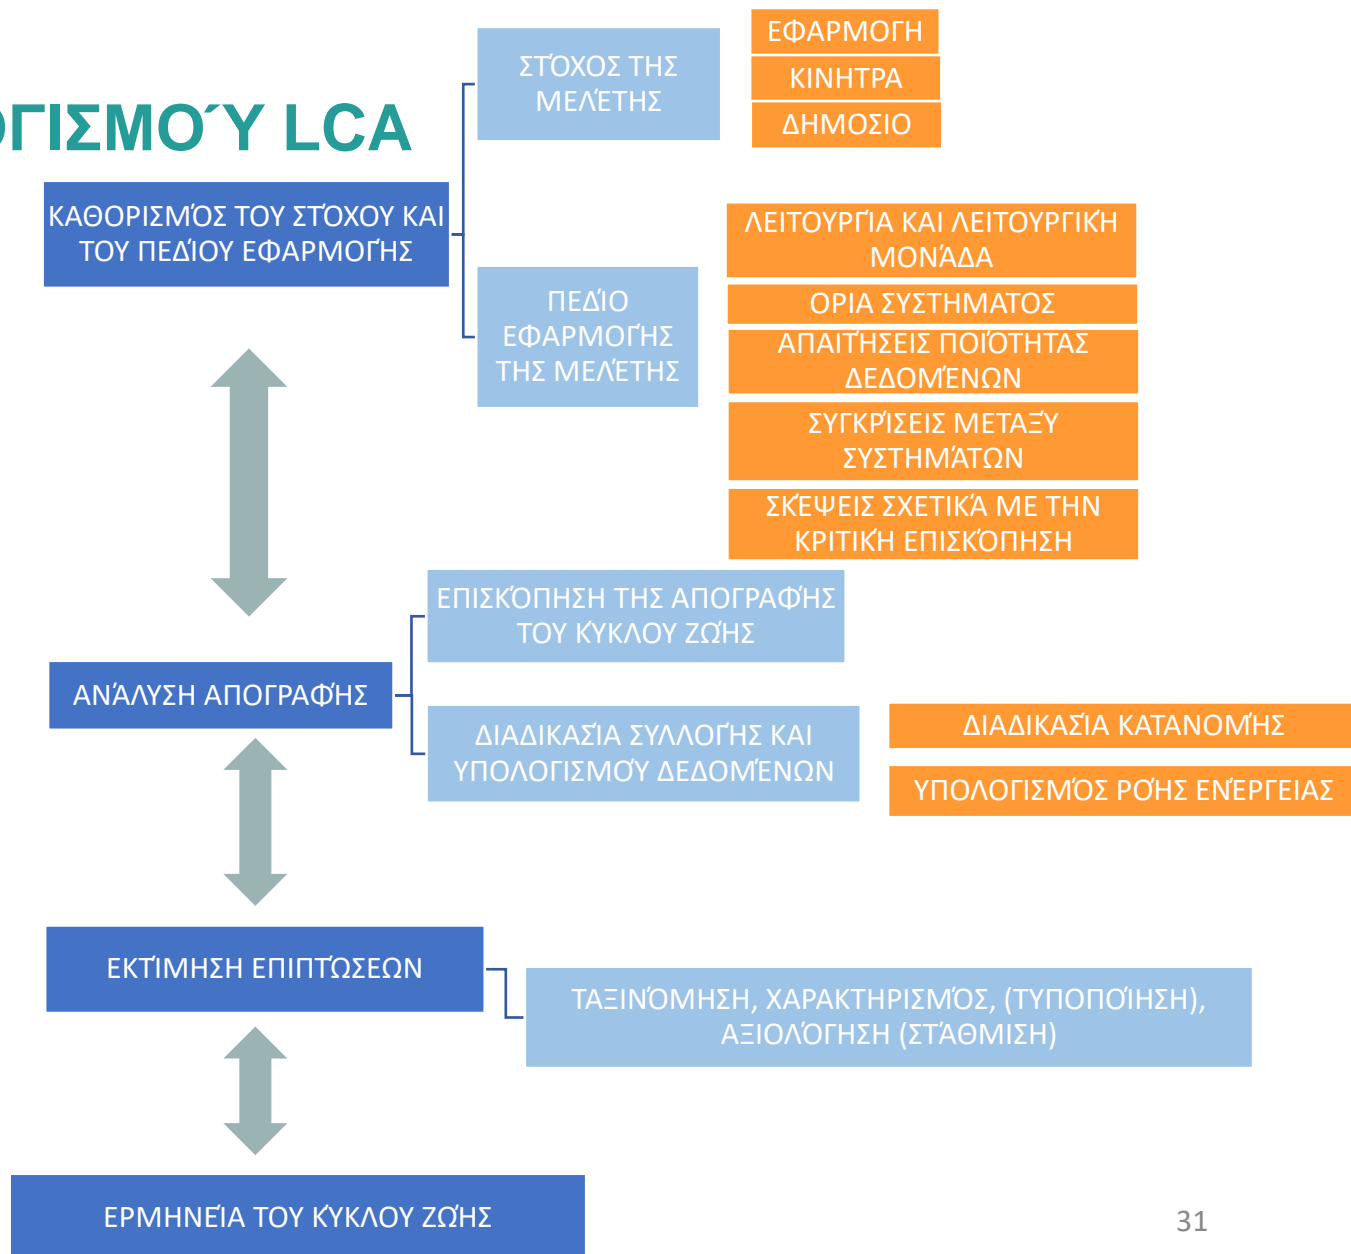 ΣΤΌΧΟΣ ΤΗΣ
ΜΕΛΈΤΗΣ
ΕΦΑΡΜΟΓΗ
ΚΙΝΗΤΡΑ
ΔΗΜΟΣΙΟ
ΟΓΙΣΜΟΎ LCA
ΚΑΘΟΡΙΣΜΌΣ ΤΟΥ ΣΤΌΧΟΥ ΚΑΙ
ΤΟΥ ΠΕΔΊΟΥ ΕΦΑΡΜΟΓΉΣ
ΠΕΔΊΟ
ΕΦΑΡΜΟΓΉΣ
ΤΗΣ ΜΕΛΈΤΗΣ
ΛΕΙΤΟΥΡΓΊΑ ΚΑΙ ΛΕΙΤΟΥΡΓΙΚΉ
ΜΟΝΆΔΑ
ΟΡΙΑ ΣΥΣΤΗΜΑΤΟΣ
ΑΠΑΙΤΉΣΕΙΣ ΠΟΙΌΤΗΤΑΣ
ΔΕΔΟΜΈΝΩΝ
ΣΥΓΚΡΊΣΕΙΣ ΜΕΤΑΞΎ
ΣΥΣΤΗΜΆΤΩΝ
ΣΚΈΨΕΙΣ ΣΧΕΤΙΚΆ ΜΕ ΤΗΝ
ΚΡΙΤΙΚΉ ΕΠΙΣΚΌΠΗΣΗ
ΕΠΙΣΚΌΠΗΣΗ ΤΗΣ ΑΠΟΓΡΑΦΉΣ
ΤΟΥ ΚΎΚΛΟΥ ΖΩΉΣ
ΑΝΆΛΥΣΗ ΑΠΟΓΡΑΦΉΣ
ΔΙΑΔΙΚΑΣΊΑ ΣΥΛΛΟΓΉΣ ΚΑΙ
ΥΠΟΛΟΓΙΣΜΟΎ ΔΕΔΟΜΈΝΩΝ
ΔΙΑΔΙΚΑΣΊΑ ΚΑΤΑΝΟΜΉΣ
ΥΠΟΛΟΓΙΣΜΌΣ ΡΟΉΣ ΕΝΈΡΓΕΙΑΣ
ΕΚΤΊΜΗΣΗ ΕΠΙΠΤΏΣΕΩΝ
ΤΑΞΙΝΌΜΗΣΗ, ΧΑΡΑΚΤΗΡΙΣΜΌΣ, (ΤΥΠΟΠΟΊΗΣΗ),
ΑΞΙΟΛΌΓΗΣΗ (ΣΤΆΘΜΙΣΗ)
ΕΡΜΗΝΕΊΑ ΤΟΥ ΚΎΚΛΟΥ ΖΩΉΣ
31